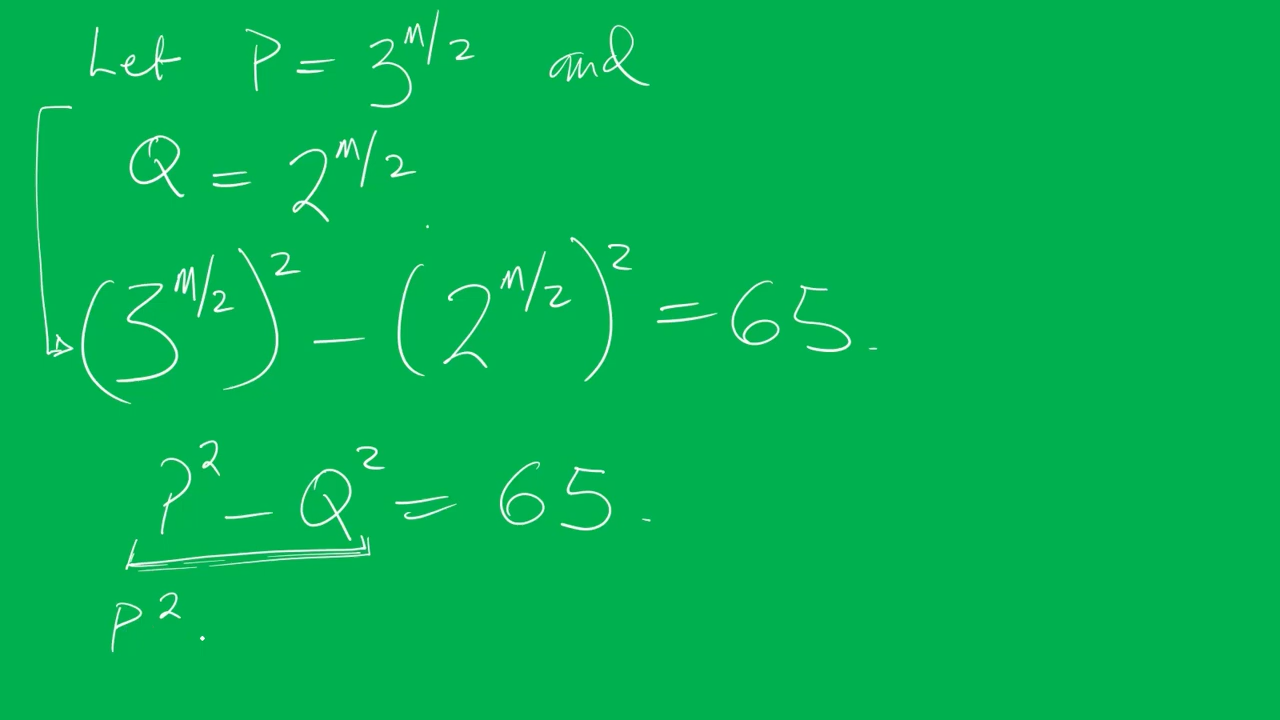 Let P = 3^{m/2} and
Q = 2^{m/2}
(3^{m/2})^2 - (2^{m/2})^2 = 65.
P^2 - Q^2 = 65.
P^2.